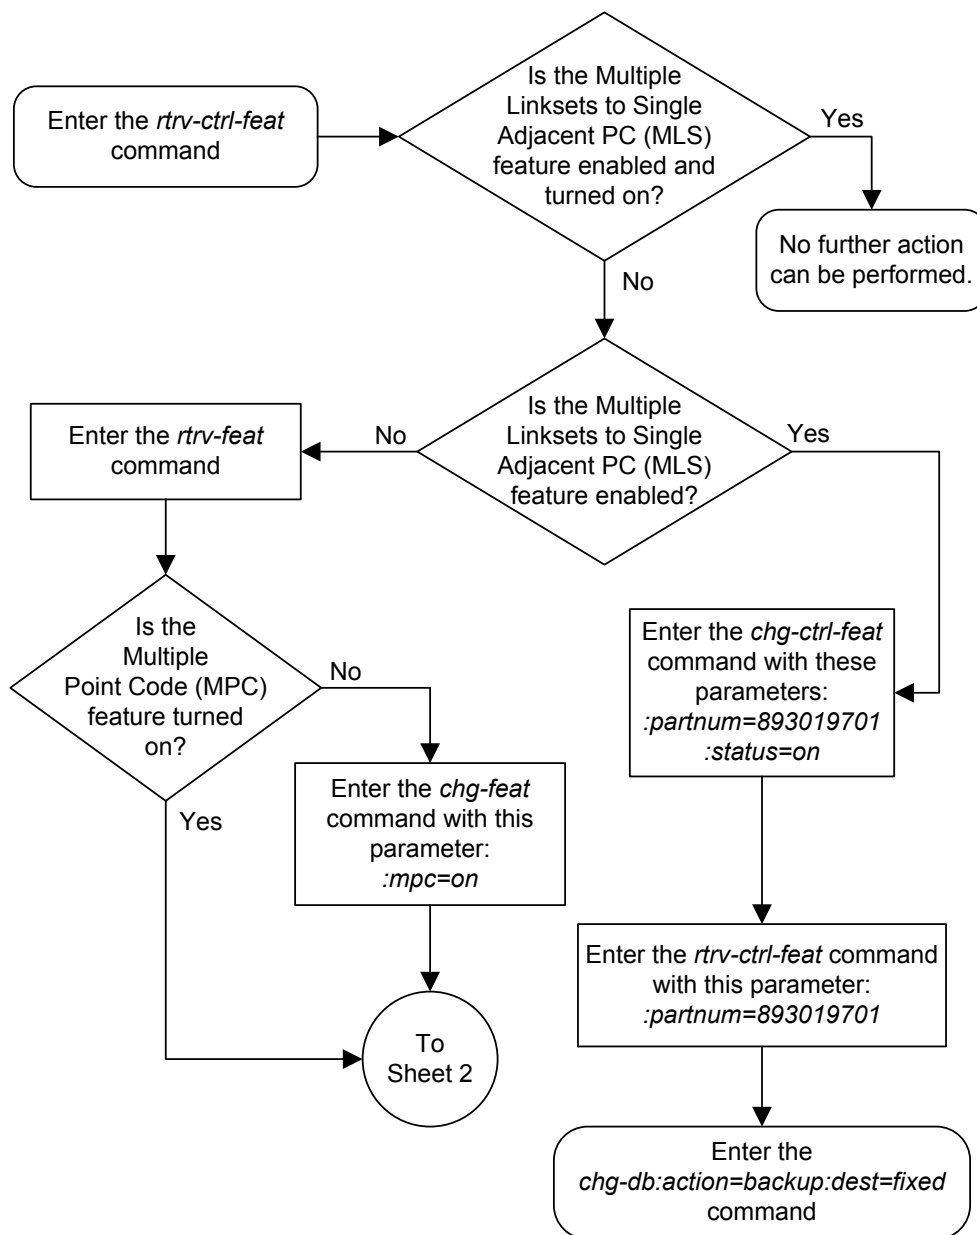 Enter the rtrv-ctrl-feat
command
Is the Multiple
Linksets to Single
Adjacent PC (MLS)
feature enabled and
turned on?
Yes
No further action
can be performed.
No
Is the Multiple
Linksets to Single
Adjacent PC (MLS)
feature enabled?
No
Yes
Enter the rtrv-feat
command
Is the
Multiple
Point Code (MPC)
feature turned
on?
No
Yes
Enter the chg-feat
command with this
parameter:
:mpc=on
To
Sheet 2
Enter the chg-ctrl-feat
command with these
parameters:
:partnum=893019701
:status=on
Enter the rtrv-ctrl-feat command
with this parameter:
:partnum=893019701
Enter the
chg-db:action=backup:dest=fixed
command